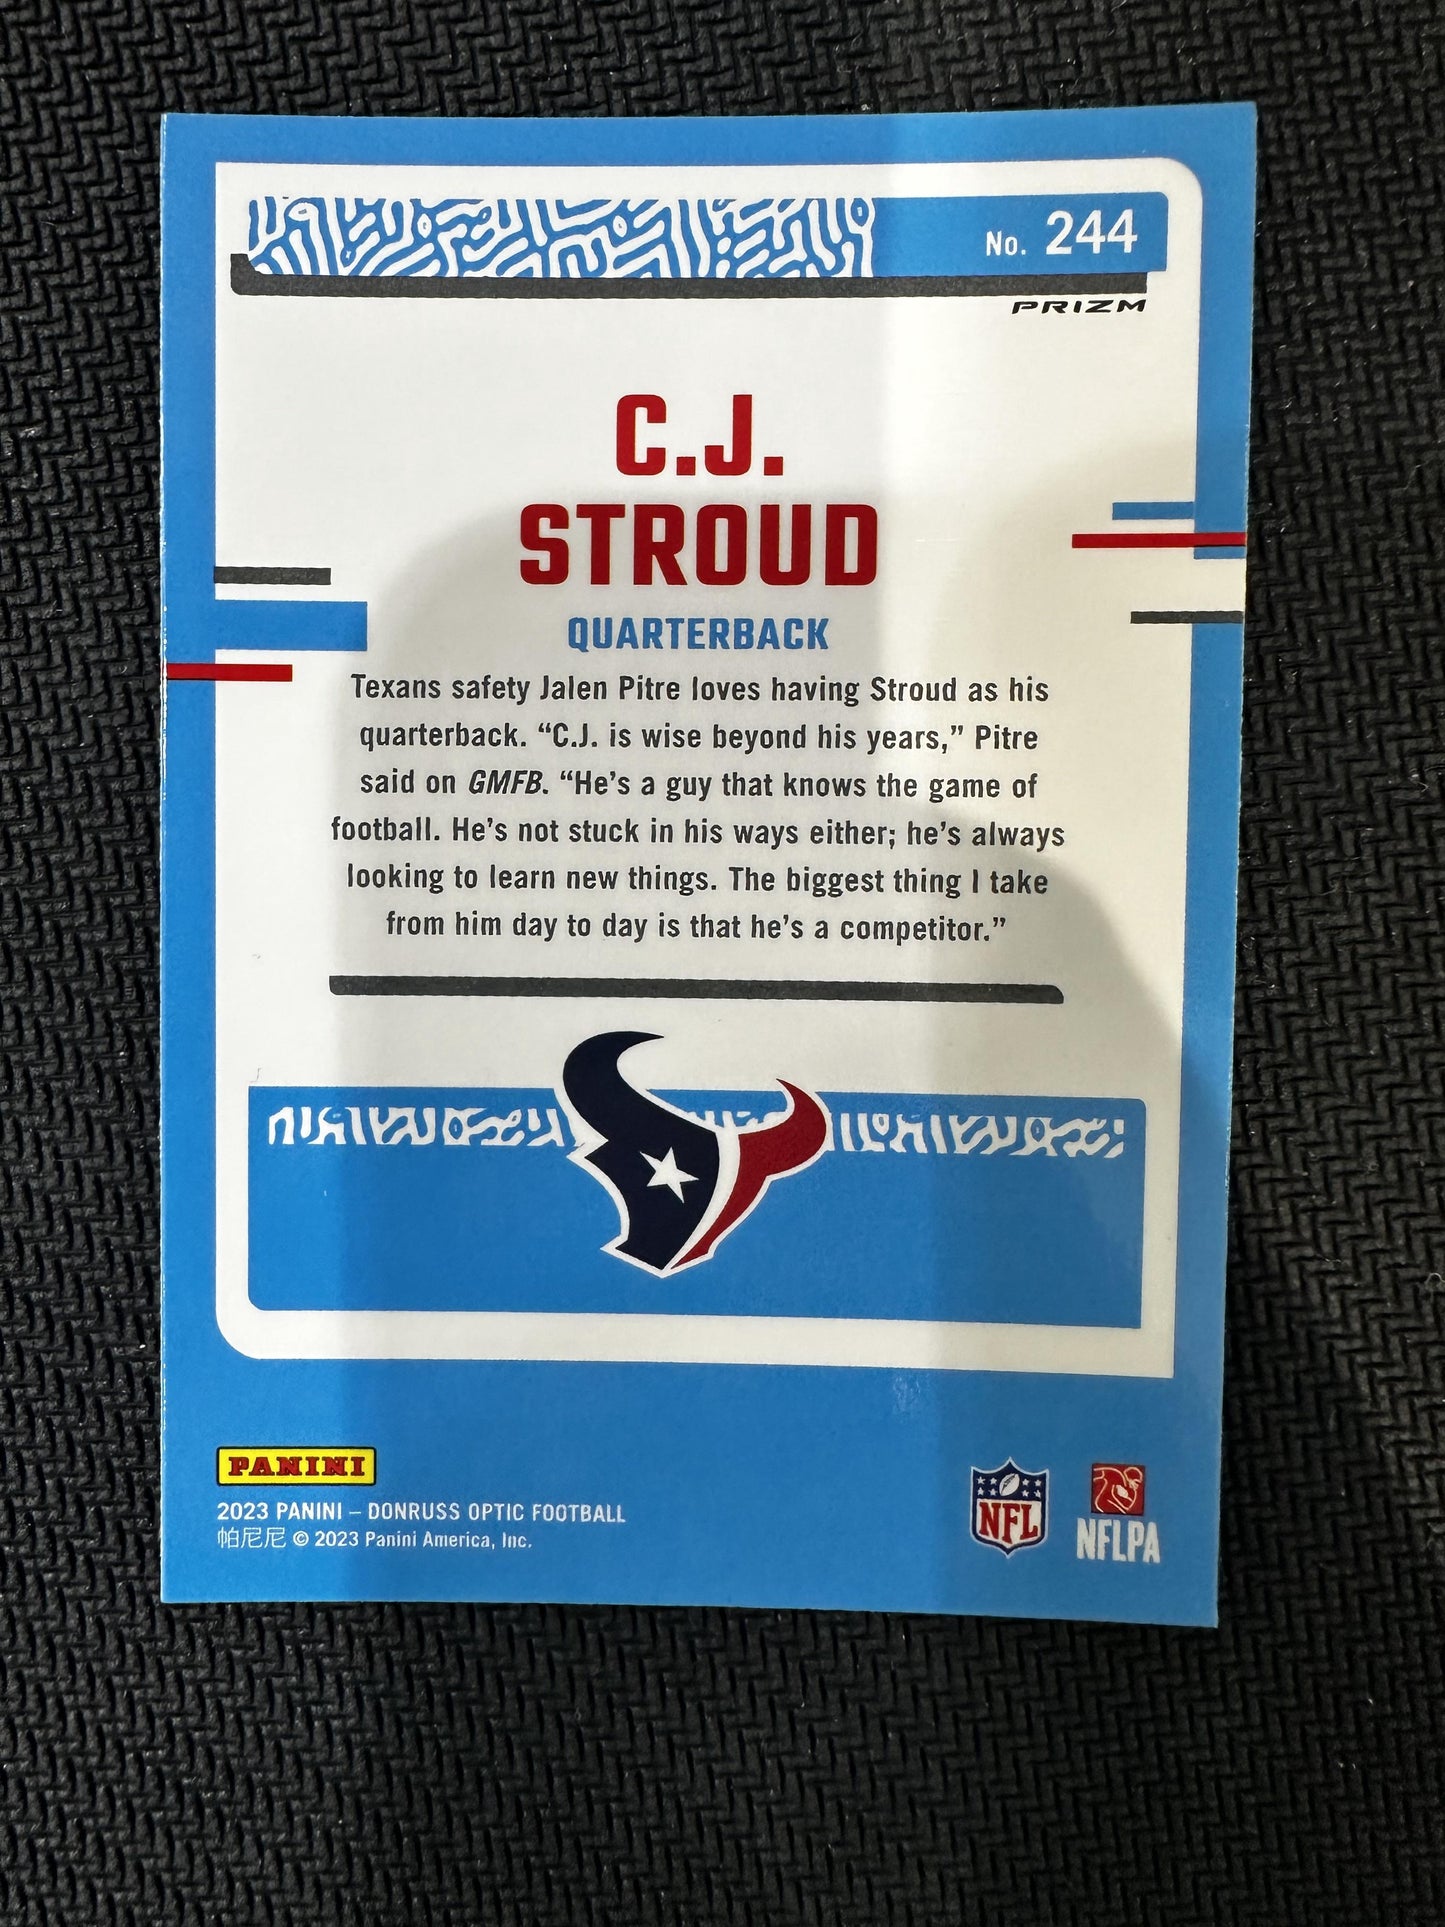 No. 244
PRIZM
C.J.
STROUD
QUARTERBACK
Texans safety Jalen Pitre loves having Stroud as his
quarterback. “C.J. is wise beyond his years,” Pitre
said on GMFB. “He’s a guy that knows the game of
football. He’s not stuck in his ways either; he’s always
looking to learn new things. The biggest thing I take
from him day to day is that he’s a competitor.”
PANINI
2023 PANINI – DONRUSS OPTIC FOOTBALL
帕尼尼 © 2023 Panini America, Inc.
NFL
NFLPA